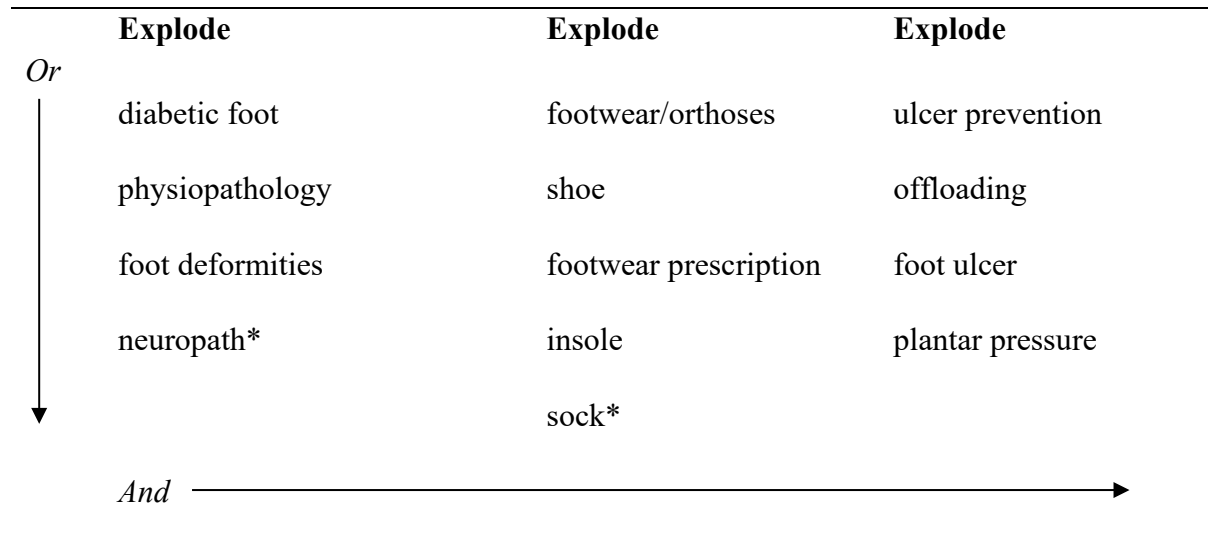 Explode Explode Explode
Or
diabetic foot footwear/orthoses ulcer prevention
physiopathology shoe offloading
foot deformities footwear prescription foot ulcer
neuropath* insole plantar pressure
sock*
And